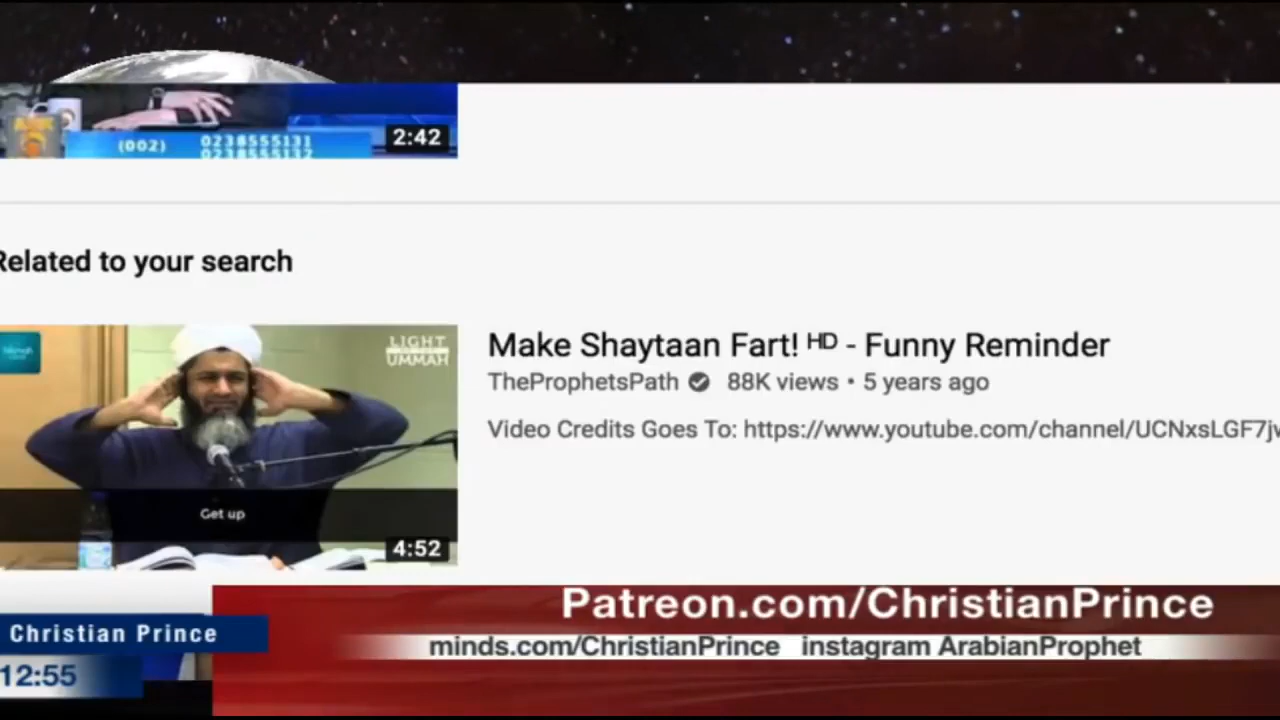 (002)
0238555131
0238555132
2:42
Related to your search
LIGHT
UMMAH
Get up
4:52
Make Shaytaan Fart! HD - Funny Reminder
TheProphetsPath 88K views • 5 years ago
Video Credits Goes To: https://www.youtube.com/channel/UCNxsLGF7j
Patreon.com/ChristianPrince
Christian Prince
minds.com/ChristianPrince instagram ArabianProphet
12:55